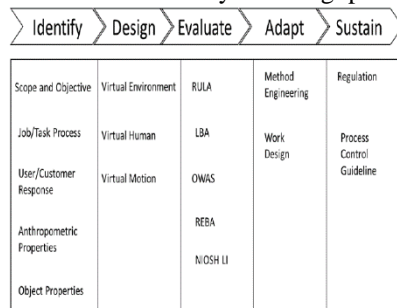 Identify
Design
Evaluate
Adapt
Sustain
Scope and Objective
Job/Task Process
User/Customer
Response
Anthropometric
Properties
Object Properties
Virtual Environment
Virtual Human
Virtual Motion
RULA
LBA
OWAS
REBA
NIOSH LI
Method
Engineering
Work
Design
Regulation
Process
Control
Guideline